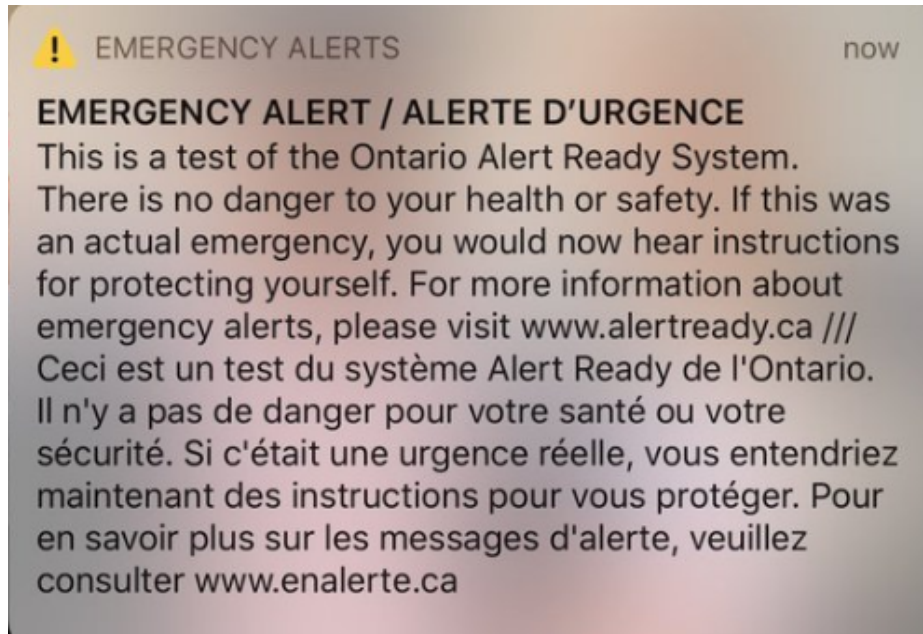 EMERGENCY ALERTS now
EMERGENCY ALERT / ALERTE D'URGENCE
This is a test of the Ontario Alert Ready System.
There is no danger to your health or safety. If this was
an actual emergency, you would now hear instructions
for protecting yourself. For more information about
emergency alerts, please visit www.alertready.ca ///
Ceci est un test du système Alert Ready de l'Ontario.
Il n'y a pas de danger pour votre santé ou votre
sécurité. Si c'était une urgence réelle, vous entendriez
maintenant des instructions pour vous protéger. Pour
en savoir plus sur les messages d'alerte, veuillez
consulter www.enalerte.ca